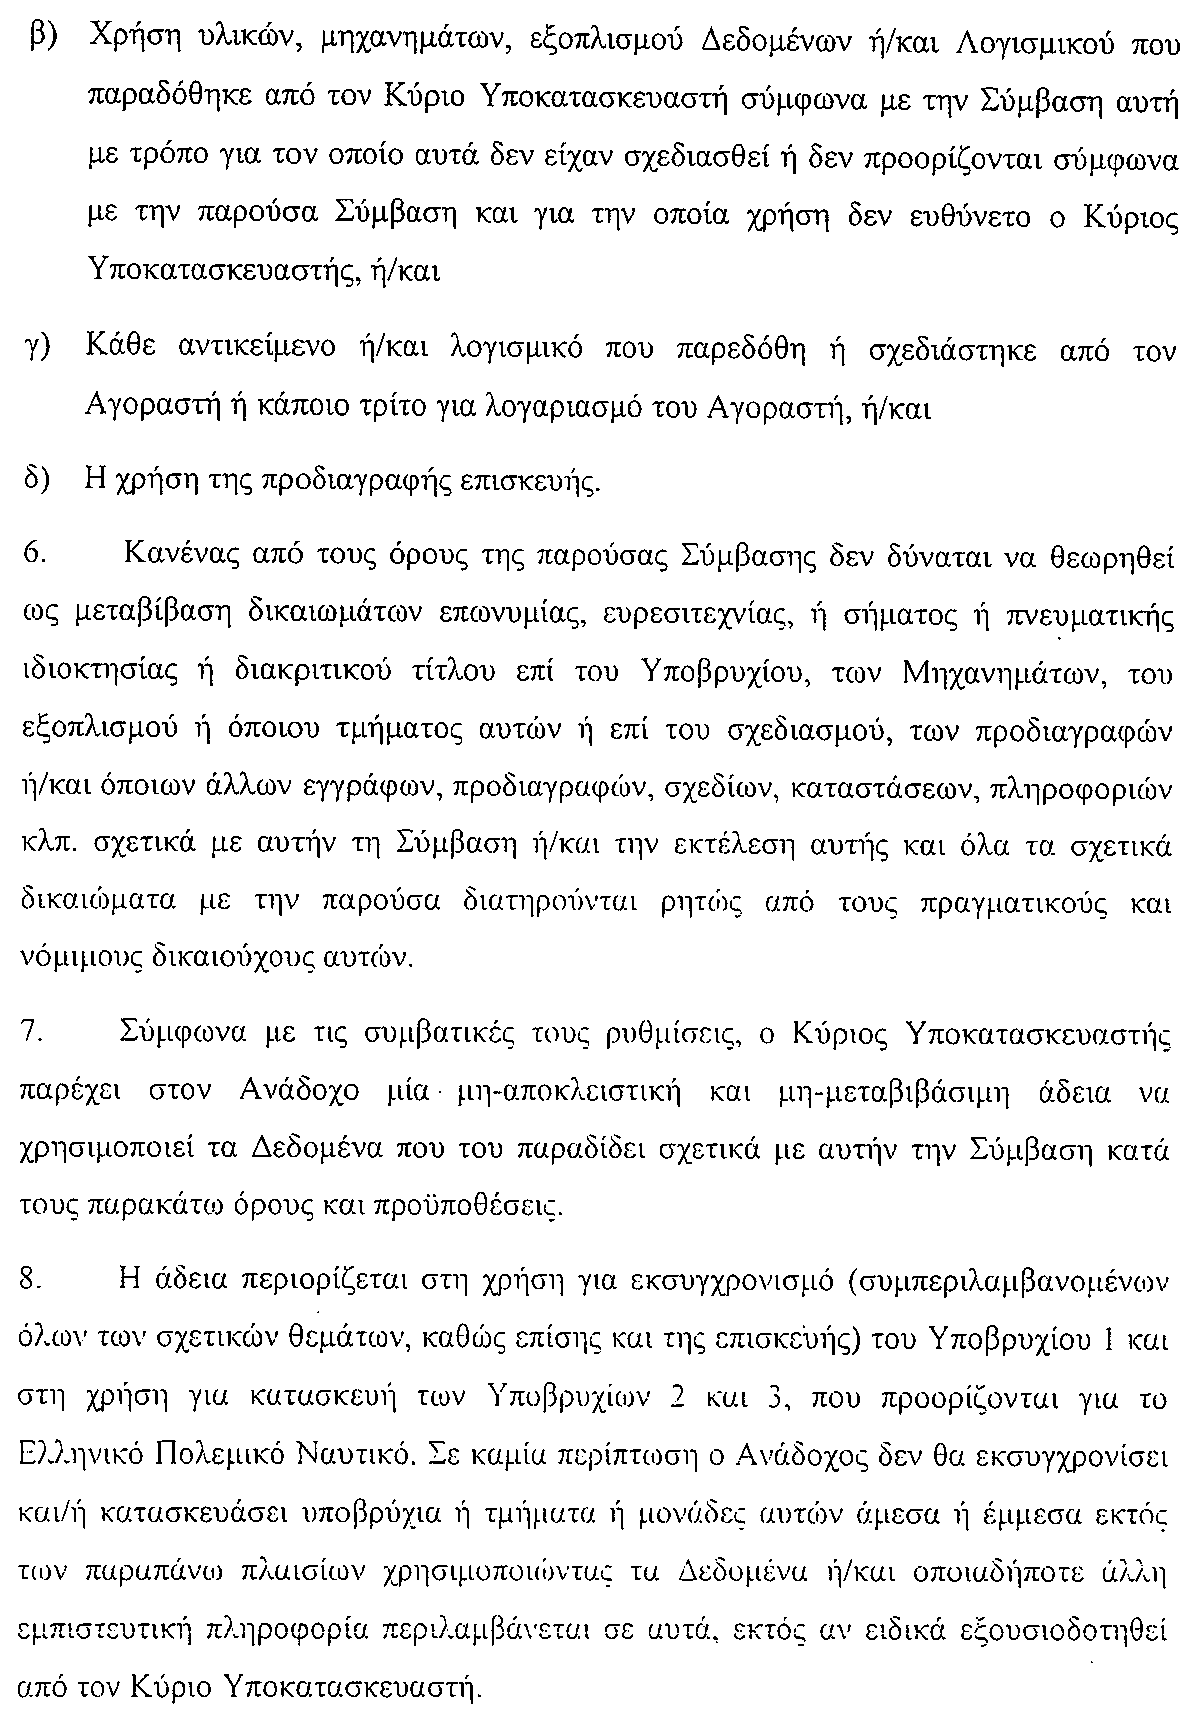 β) Χρήση υλικών, μηχανημάτων, εξοπλισμού Δεδομένων ή/και Λογισμικού που
παραδόθηκε από τον Κύριο Υποκατασκευαστή σύμφωνα με την Σύμβαση αυτή
με τρόπο για τον οποίο αυτά δεν είχαν σχεδιασθεί ή δεν προορίζονται σύμφωνα
με την παρούσα Σύμβαση και για την οποία χρήση δεν ευθύνετο ο Κύριος
Υποκατασκευαστής, ή/και
γ) Κάθε αντικείμενο ή/και λογισμικό που παρεδόθη ή σχεδιάστηκε από τον
Αγοραστή ή κάποιο τρίτο για λογαριασμό του Αγοραστή, ή/και
δ) Η χρήση της προδιαγραφής επισκευής.
6. Κανένας από τους όρους της παρούσας Σύμβασης δεν δύναται να θεωρηθεί
ως μεταβίβαση δικαιωμάτων επωνυμίας, ευρεσιτεχνίας, ή σήματος ή πνευματικής
ιδιοκτησίας ή διακριτικού τίτλου επί του Υποβρυχίου, των Μηχανημάτων, του
εξοπλισμού ή όποιου τμήματος αυτών ή επί του σχεδιασμού, των προδιαγραφών
ή/και όποιων άλλων εγγράφων, προδιαγραφών, σχεδίων, καταστάσεων, πληροφοριών
κλπ. σχετικά με αυτήν τη Σύμβαση ή/και την εκτέλεση αυτής και όλα τα σχετικά
δικαιώματα με την παρούσα διατηρούνται ρητώς από τους πραγματικούς και
νόμιμους δικαιούχους αυτών.
7. Σύμφωνα με τις συμβατικές τους ρυθμίσεις, ο Κύριος Υποκατασκευαστής
παρέχει στον Ανάδοχο μία μη-αποκλειστική και μη-μεταβιβάσιμη άδεια να
χρησιμοποιεί τα Δεδομένα που του παραδίδει σχετικά με αυτήν την Σύμβαση κατά
τους παρακάτω όρους και προϋποθέσεις.
8. Η άδεια περιορίζεται στη χρήση για εκσυγχρονισμό (συμπεριλαμβανομένων
όλων των σχετικών θεμάτων, καθώς επίσης και της επισκευής) του Υποβρυχίου 1 και
στη χρήση για κατασκευή των Υποβρυχίων 2 και 3, που προορίζονται για το
Ελληνικό Πολεμικό Ναυτικό. Σε καμία περίπτωση ο Ανάδοχος δεν θα εκσυγχρονίσει
και/ή κατασκευάσει υποβρύχια ή τμήματα ή μονάδες αυτών άμεσα ή έμμεσα εκτός
των παραπάνω πλαισίων χρησιμοποιώντας τα Δεδομένα ή/και οποιαδήποτε άλλη
εμπιστευτική πληροφορία περιλαμβάνεται σε αυτά, εκτός αν ειδικά εξουσιοδοτηθεί
από τον Κύριο Υποκατασκευαστή.